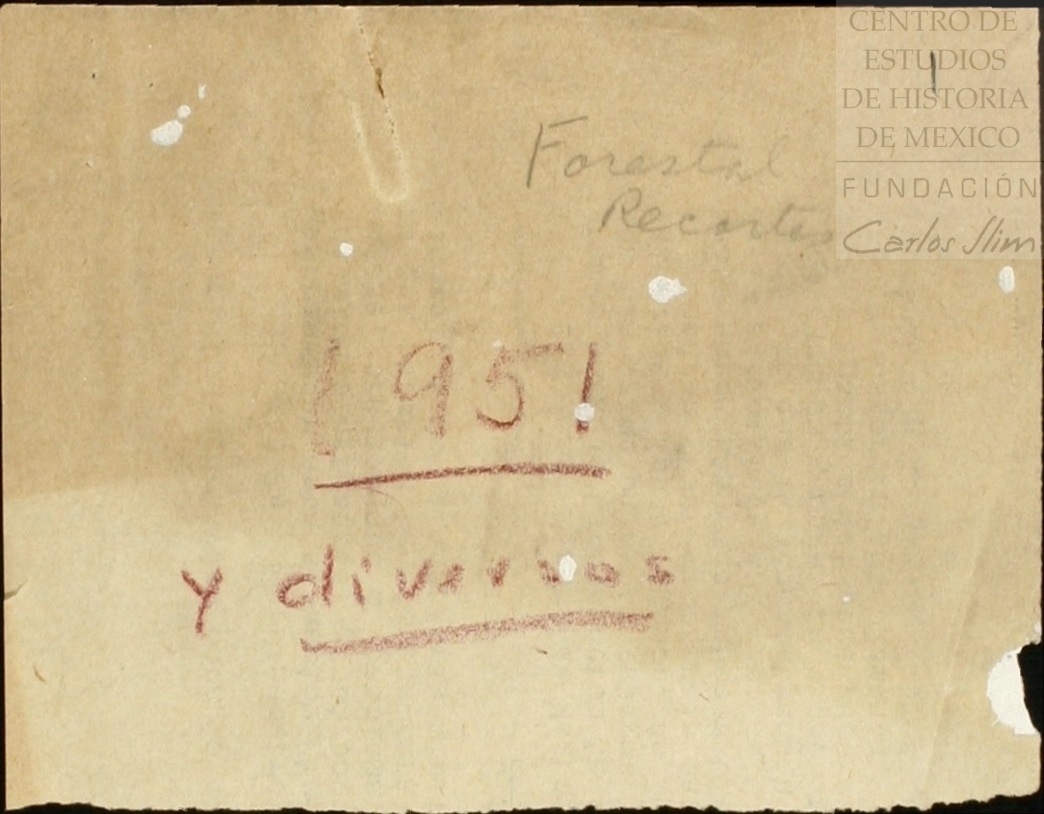 CENTRO DE
ESTUDIOS
DE HISTORIA
DE MEXICO
FUNDACIÓN
Carlos Slim
Forestal
Recortes
1951
y diversos